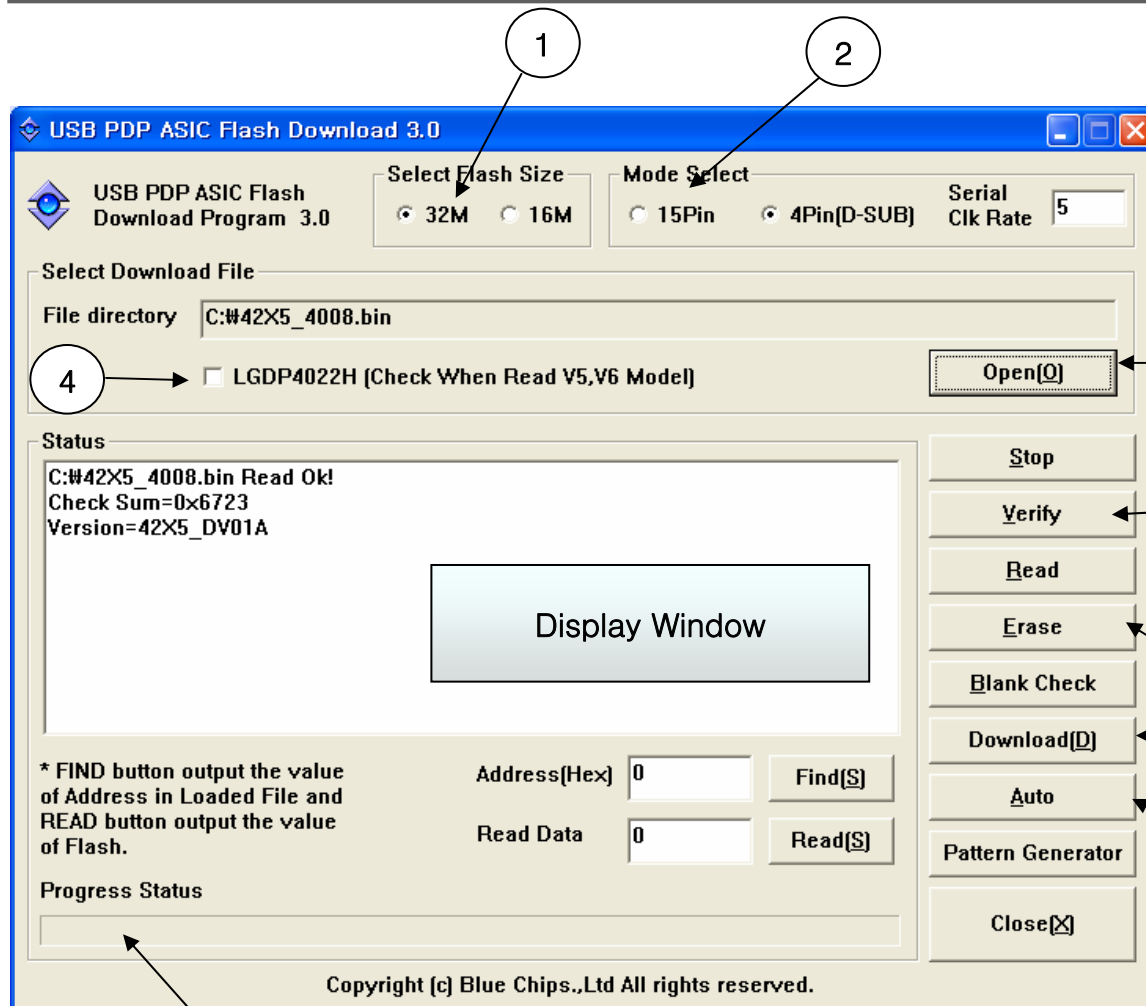 1
2
USB PDP ASIC Flash Download 3.0
USB PDP ASIC Flash
Download Program 3.0
Select Flash Size
32M 16M
Mode Select
15Pin 4Pin(D-SUB)
Serial
Clk Rate
5
Select Download File
File directory C:₩42X5_4008.bin
4
LGDP4022H (Check When Read V5,V6 Model)
Open(O)
Status
C:₩42X5_4008.bin Read Ok!
Check Sum=0x6723
Version=42X5_DV01A
Display Window
Stop
Verify
Read
Erase
Blank Check
Download(D)
Auto
Pattern Generator
Close(X)
* FIND button output the value
of Address in Loaded File and
READ button output the value
of Flash.
Address(Hex) 0 Find(S)
Read Data 0 Read(S)
Progress Status
Copyright (c) Blue Chips.,Ltd All rights reserved.